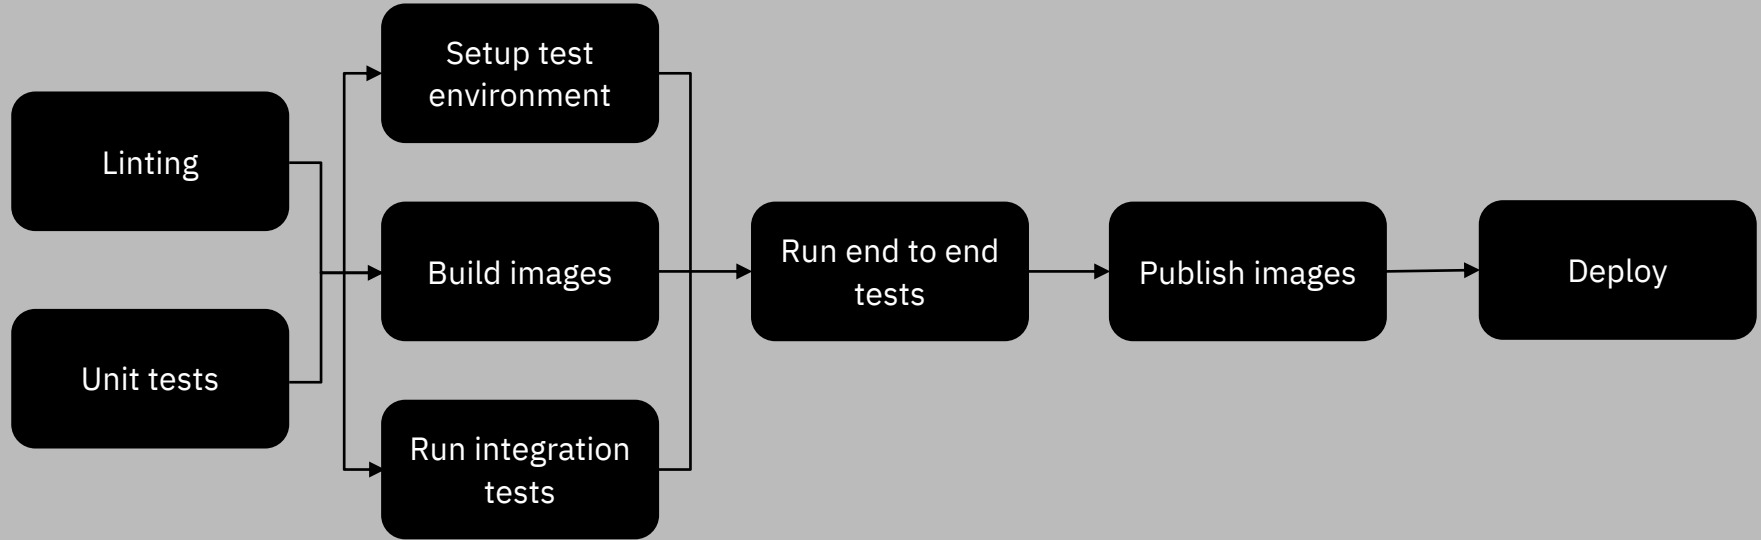 Linting
Unit tests
Setup test
environment
Build images
Run integration
tests
Run end to end
tests
Publish images
Deploy